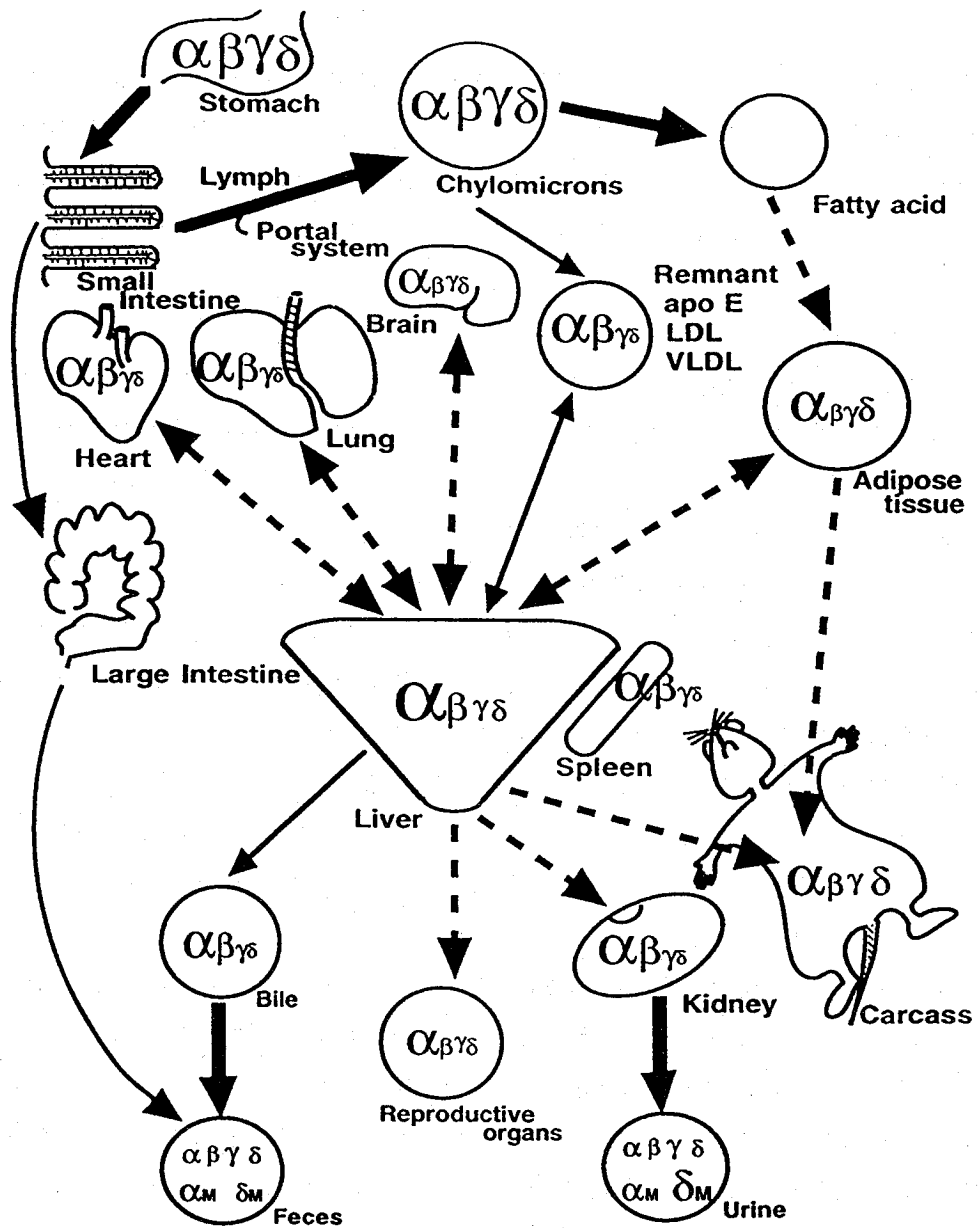 αβγδ
Stomach
αβγδ
Chylomicrons
Lymph
Portal
system
Fatty acid
Small
Intestine
αβγδ
Brain
αβγδ
Remnant
apo E
LDL
VLDL
αβγδ
Heart
αβγδ
Lung
αβγδ
Adipose
tissue
Large Intestine
αβγδ
Liver
αβγδ
Spleen
αβγδ
Carcass
αβγδ
Bile
αβγδ
Reproductive
organs
αβγδ
Kidney
αβγδ
αM δM
Feces
αβγδ
αM δM
Urine